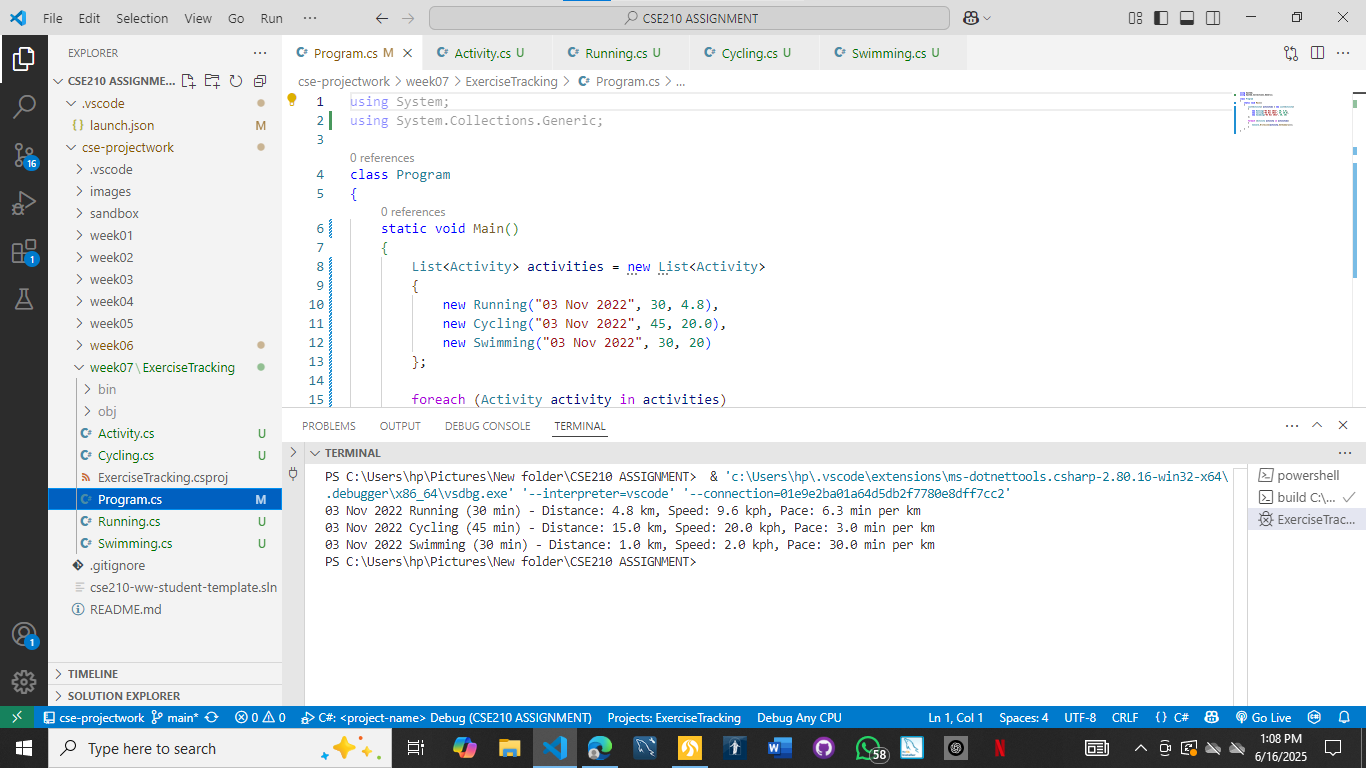 File Edit Selection View Go Run ··· CSE210 ASSIGNMENT
EXPLORER
CSE210 ASSIGNME...
.vscode
{} launch.json M
cse-projectwork
.vscode
images
sandbox
week01
week02
week03
week04
week05
week06
week07\ExerciseTracking
bin
obj
Activity.cs U
Cycling.cs U
ExerciseTracking.csproj
Program.cs M
Running.cs U
Swimming.cs U
.gitignore
cse210-ww-student-template.sln
README.md
TIMELINE
SOLUTION EXPLORER
16
1
1
Program.cs M Activity.cs U Running.cs U Cycling.cs U Swimming.cs U
cse-projectwork > week07 > ExerciseTracking > Program.cs > ...
1 using System;
2 using System.Collections.Generic;
3
0 references
4 class Program
5 {
0 references
6 static void Main()
7 {
8 List<Activity> activities = new List<Activity>
9 {
10 new Running("03 Nov 2022", 30, 4.8),
11 new Cycling("03 Nov 2022", 45, 20.0),
12 new Swimming("03 Nov 2022", 30, 20)
13 };
14
15 foreach (Activity activity in activities)
PROBLEMS OUTPUT DEBUG CONSOLE TERMINAL
TERMINAL
PS C:\Users\hp\Pictures\New folder\CSE210 ASSIGNMENT> & 'c:\Users\hp\.vscode\extensions\ms-dotnettools.csharp-2.80.16-win32-x64\
.debugger\x86_64\vsdbg.exe' '--interpreter=vscode' '--connection=01e9e2ba01a64d5db2f7780e8dff7cc2'
03 Nov 2022 Running (30 min) - Distance: 4.8 km, Speed: 9.6 kph, Pace: 6.3 min per km
03 Nov 2022 Cycling (45 min) - Distance: 15.0 km, Speed: 20.0 kph, Pace: 3.0 min per km
03 Nov 2022 Swimming (30 min) - Distance: 1.0 km, Speed: 2.0 kph, Pace: 30.0 min per km
PS C:\Users\hp\Pictures\New folder\CSE210 ASSIGNMENT>
powershell
build C:\...
ExerciseTrac...
cse-projectwork main* 0 0 C#: <project-name> Debug (CSE210 ASSIGNMENT) Projects: ExerciseTracking Debug Any CPU Ln 1, Col 1 Spaces: 4 UTF-8 CRLF {} C# Go Live
Type here to search
58
1:08 PM
6/16/2025